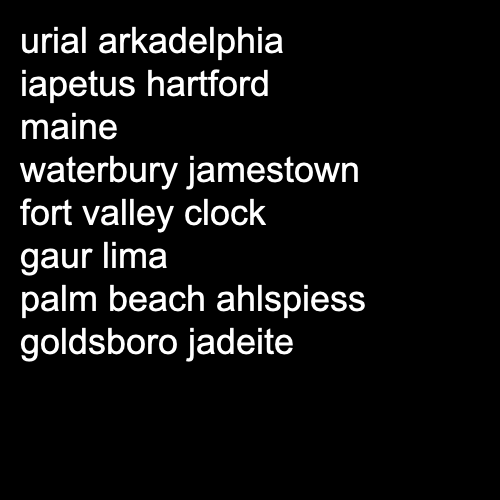 urial arkadelphia
iapetus hartford
maine
waterbury jamestown
fort valley clock
gaur lima
palm beach ahlspiess
goldsboro jadeite